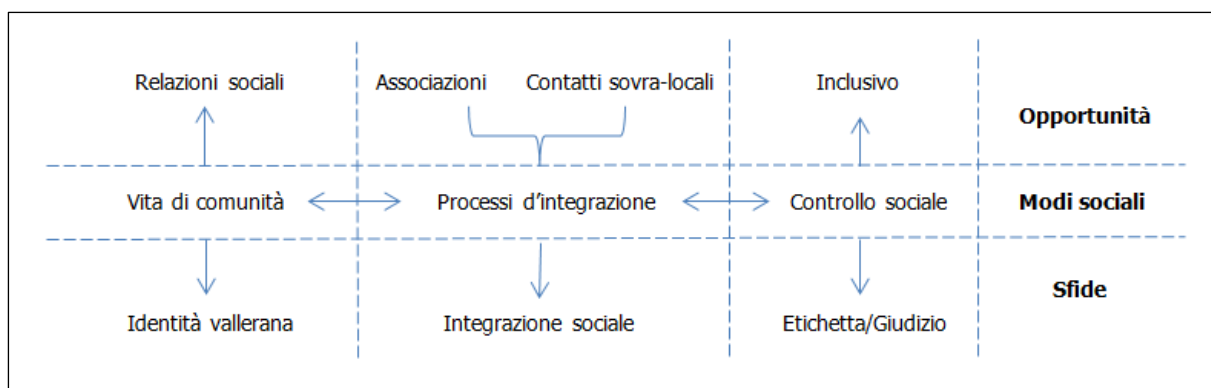 Relazioni sociali
Associazioni
Contatti sovra-locali
Inclusivo
Opportunità
Vita di comunità
Processi d'integrazione
Controllo sociale
Modi sociali
Sfide
Identità vallerana
Integrazione sociale
Etichetta/Giudizio